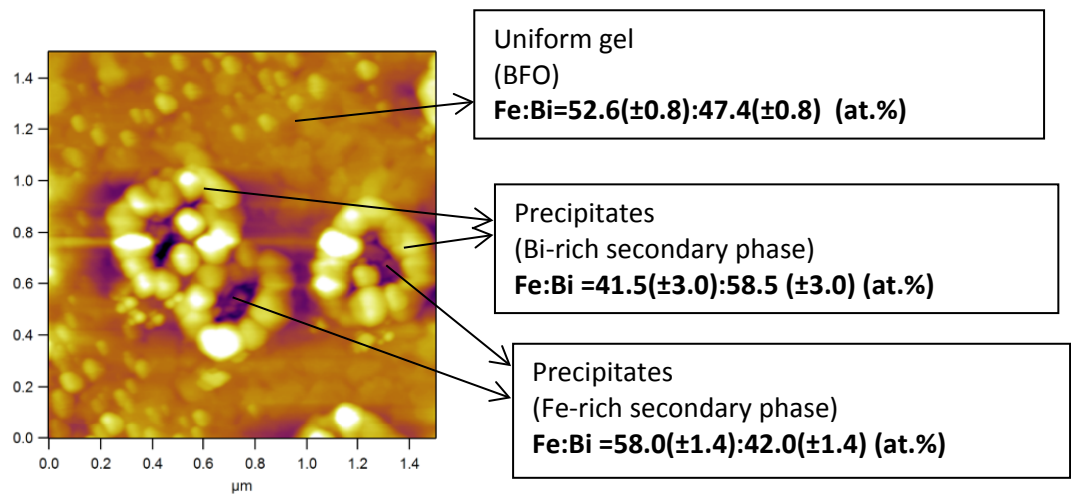 Uniform gel
(BFO)
Fe:Bi=52.6(±0.8):47.4(±0.8) (at.%)
Precipitates
(Bi-rich secondary phase)
Fe:Bi =41.5(±3.0):58.5 (±3.0) (at.%)
Precipitates
(Fe-rich secondary phase)
Fe:Bi =58.0(±1.4):42.0(±1.4) (at.%)
1.4
1.2
1.0
0.8
0.6
0.4
0.2
0.0
0.0 0.2 0.4 0.6 0.8 1.0 1.2 1.4
µm